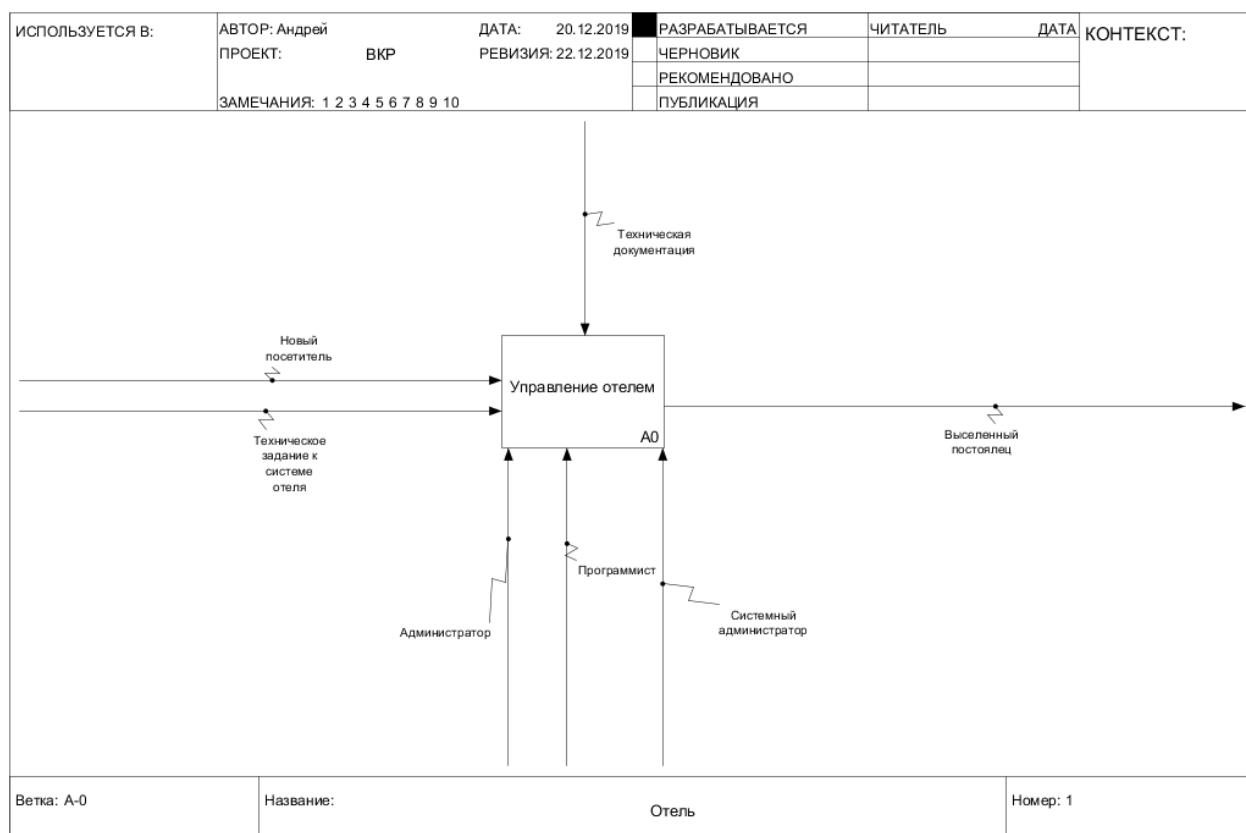 ИСПОЛЬЗУЕТСЯ В:
АВТОР: Андрей
ДАТА: 20.12.2019
ПРОЕКТ: ВКР
РЕВИЗИЯ: 22.12.2019
ЗАМЕЧАНИЯ: 1 2 3 4 5 6 7 8 9 10
РАЗРАБАТЫВАЕТСЯ
ЧЕРНОВИК
РЕКОМЕНДОВАНО
ПУБЛИКАЦИЯ
ЧИТАТЕЛЬ
ДАТА
КОНТЕКСТ:
Техническая
документация
Новый
посетитель
Управление отелем
A0
Техническое
задание к
системе
отеля
Выселенный
постоялец
Программист
Администратор
Системный
администратор
Ветка: A-0
Название:
Отель
Номер: 1